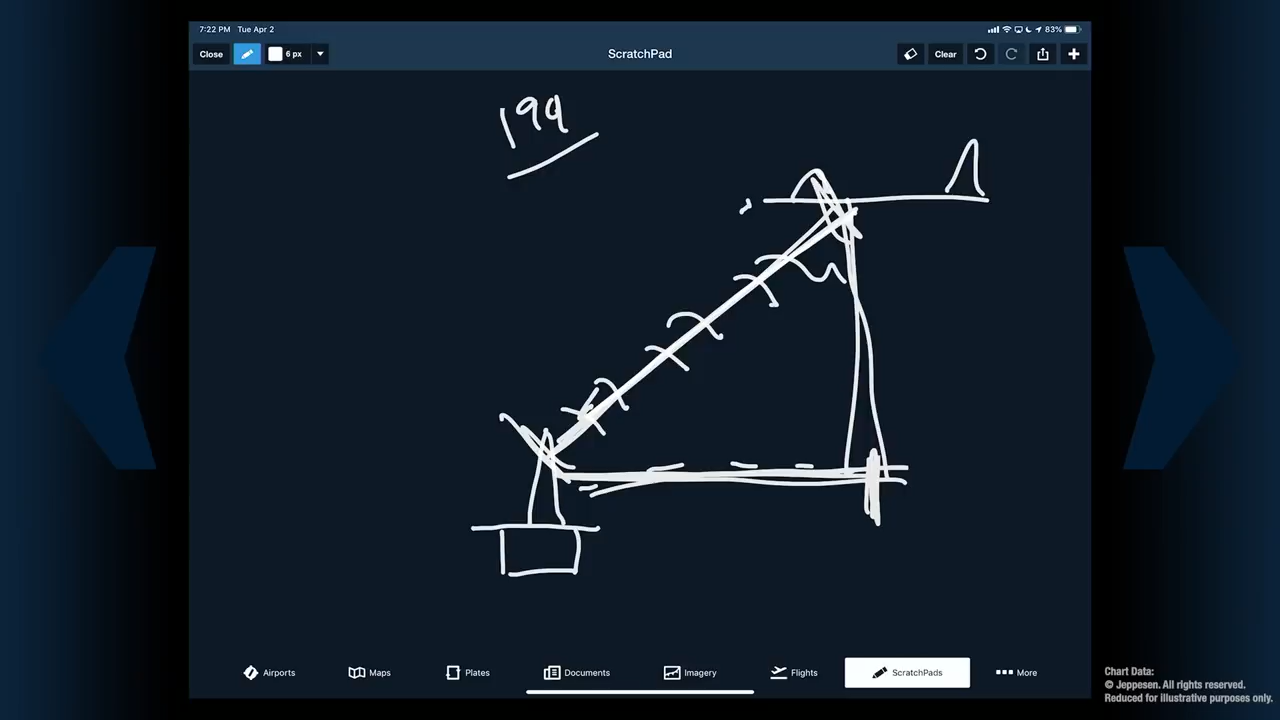 7:22 PM Tue Apr 2
83%
Close
6 px
ScratchPad
Clear
199
Airports
Maps
Plates
Documents
Imagery
Flights
ScratchPads
More
Chart Data:
© Jeppesen. All rights reserved.
Reduced for illustrative purposes only.